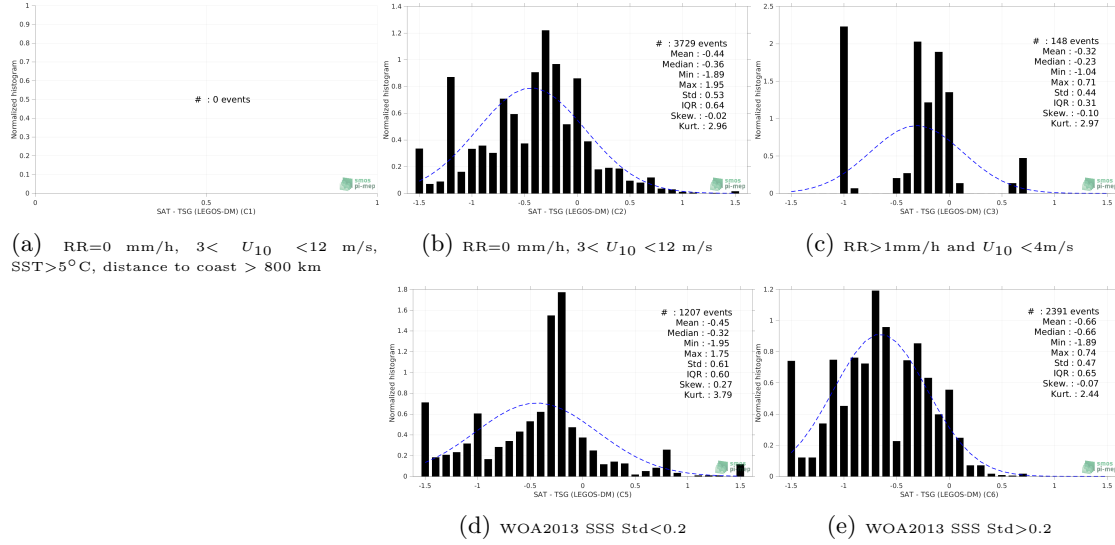 1
0.9
0.8
0.7
0.6
0.5
0.4
0.3
0.2
0.1
0
Normalized histogram
# : 0 events
0 0.5 1
SAT - TSG (LEGOS-DM) (C1)
smos
pi-mep
(a) RR=0 mm/h, 3< U10 <12 m/s,
SST>5°C, distance to coast > 800 km
1.4
1.2
1
0.8
0.6
0.4
0.2
0
Normalized histogram
# : 3729 events
Mean : -0.44
Median : -0.36
Min : -1.89
Max : 1.95
Std : 0.53
IQR : 0.64
Skew. : -0.02
Kurt. : 2.96
-1.5 -1 -0.5 0 0.5 1 1.5
SAT - TSG (LEGOS-DM) (C2)
smos
pi-mep
(b) RR=0 mm/h, 3< U10 <12 m/s
2.5
2
1.5
1
0.5
0
Normalized histogram
# : 148 events
Mean : -0.32
Median : -0.23
Min : -1.04
Max : 0.71
Std : 0.44
IQR : 0.31
Skew. : -0.10
Kurt. : 2.97
-1.5 -1 -0.5 0 0.5 1 1.5
SAT - TSG (LEGOS-DM) (C3)
smos
pi-mep
(c) RR>1mm/h and U10 <4m/s
1.8
1.6
1.4
1.2
1
0.8
0.6
0.4
0.2
0
Normalized histogram
# : 1207 events
Mean : -0.45
Median : -0.32
Min : -1.95
Max : 1.75
Std : 0.61
IQR : 0.60
Skew. : 0.27
Kurt. : 3.79
-1.5 -1 -0.5 0 0.5 1 1.5
SAT - TSG (LEGOS-DM) (C5)
smos
pi-mep
(d) WOA2013 SSS Std<0.2
1.2
1
0.8
0.6
0.4
0.2
0
Normalized histogram
# : 2391 events
Mean : -0.66
Median : -0.66
Min : -1.89
Max : 0.74
Std : 0.47
IQR : 0.65
Skew. : -0.07
Kurt. : 2.44
-1.5 -1 -0.5 0 0.5 1 1.5
SAT - TSG (LEGOS-DM) (C6)
smos
pi-mep
(e) WOA2013 SSS Std>0.2